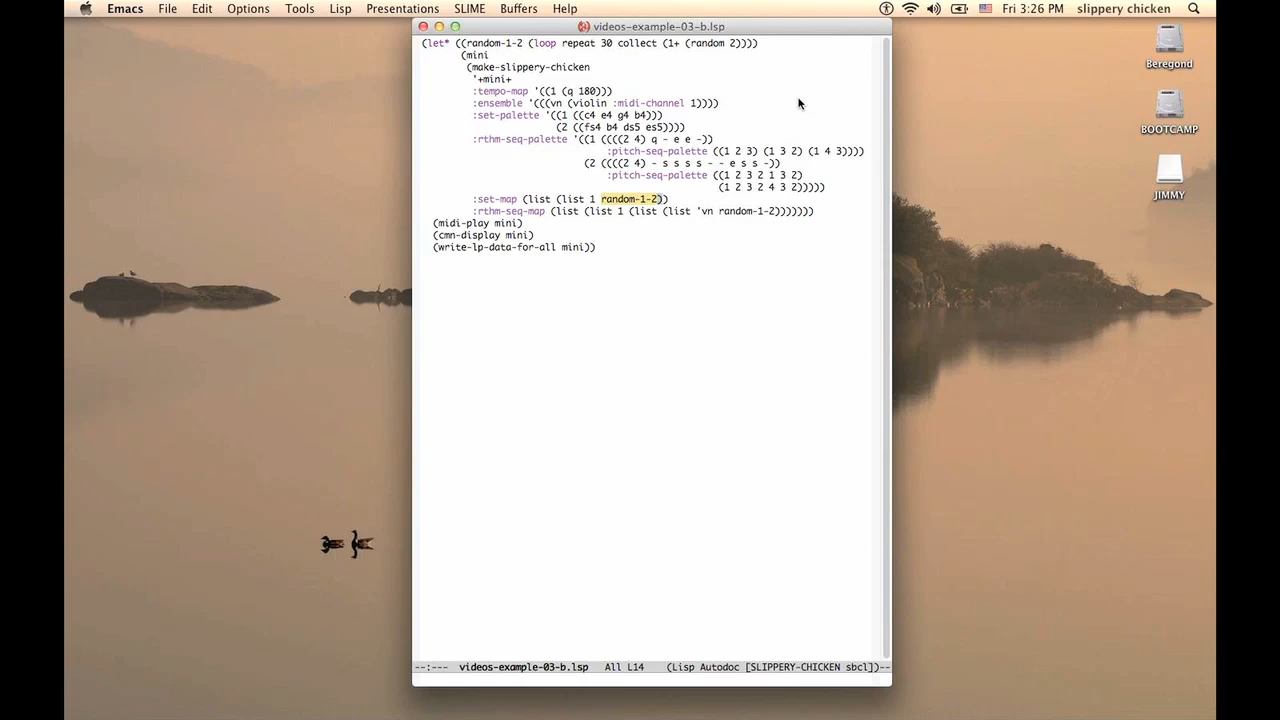 Emacs File Edit Options Tools Lisp Presentations SLIME Buffers Help Fri 3:26 PM slippery chicken
videos-example-03-b.lsp
(let* ((random-1-2 (loop repeat 30 collect (1+ (random 2))))
(mini
(make-slippery-chicken
'+mini+
:tempo-map '((1 (q 180)))
:ensemble '(((vn (violin :midi-channel 1))))
:set-palette '((1 ((c4 e4 g4 b4)))
(2 ((fs4 b4 ds5 es5))))
:rthm-seq-palette '((1 ((((2 4) q - e e -))
:pitch-seq-palette ((1 2 3) (1 3 2) (1 4 3))))
(2 ((((2 4) - s s s s - - e s s -))
:pitch-seq-palette ((1 2 3 2 1 3 2)
(1 2 3 2 4 3 2)))))
:set-map (list (list 1 random-1-2))
:rthm-seq-map (list (list 1 (list (list 'vn random-1-2)))))))
(midi-play mini)
(cmn-display mini)
(write-lp-data-for-all mini))
--:--- videos-example-03-b.lsp All L14 (Lisp Autodoc [SLIPPERY-CHICKEN sbcl])--
Beregond
BOOTCAMP
JIMMY